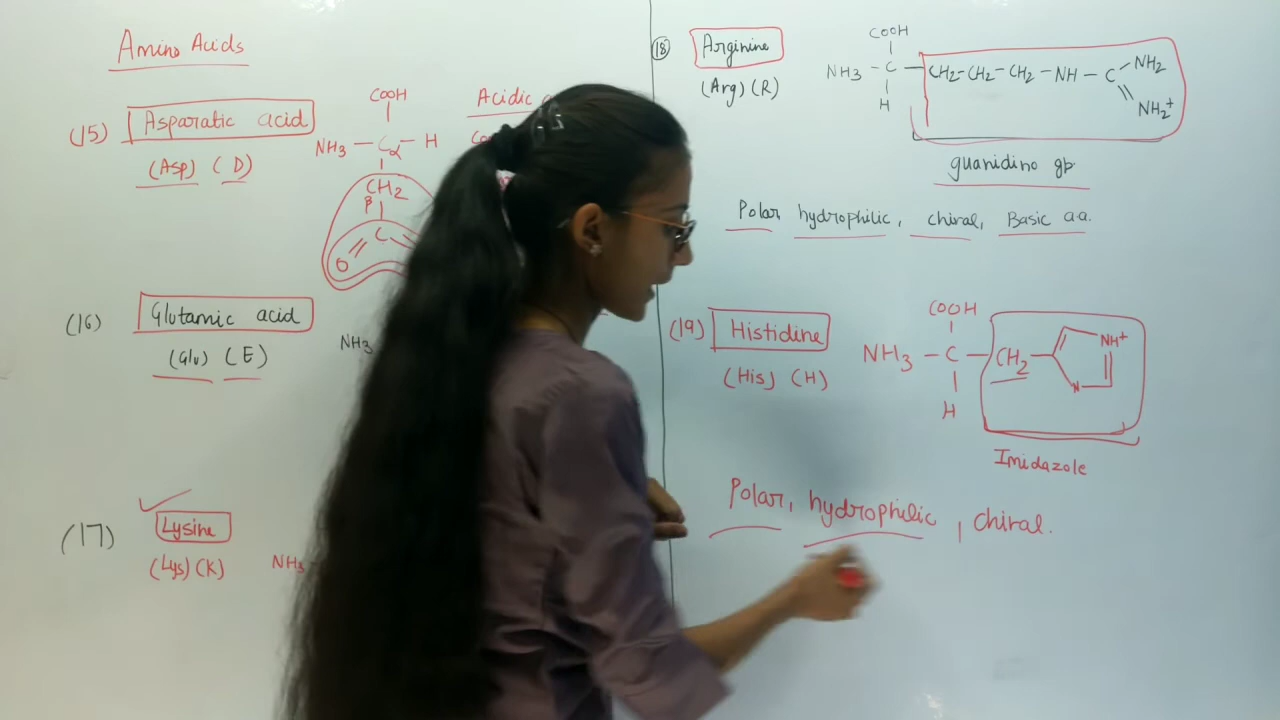 Amino Acids
(15) Asparatic acid
(Asp) (D)
COOH
NH3 - Cα - H
CH2
β
C
O
Acidic
(16) Glutamic acid
(Glu) (E)
NH3
(17) Lysine
(Lys) (K)
NH3
(18) Arginine
(Arg) (R)
COOH
NH3 - C - CH2-CH2-CH2-NH-C
NH2
NH2+
H
guanidino gp
Polar hydrophilic, chiral, Basic a.a.
(19) Histidine
(His) (H)
COOH
NH3 - C - CH2
NH+
N
H
Imidazole
Polar, hydrophilic, chiral.